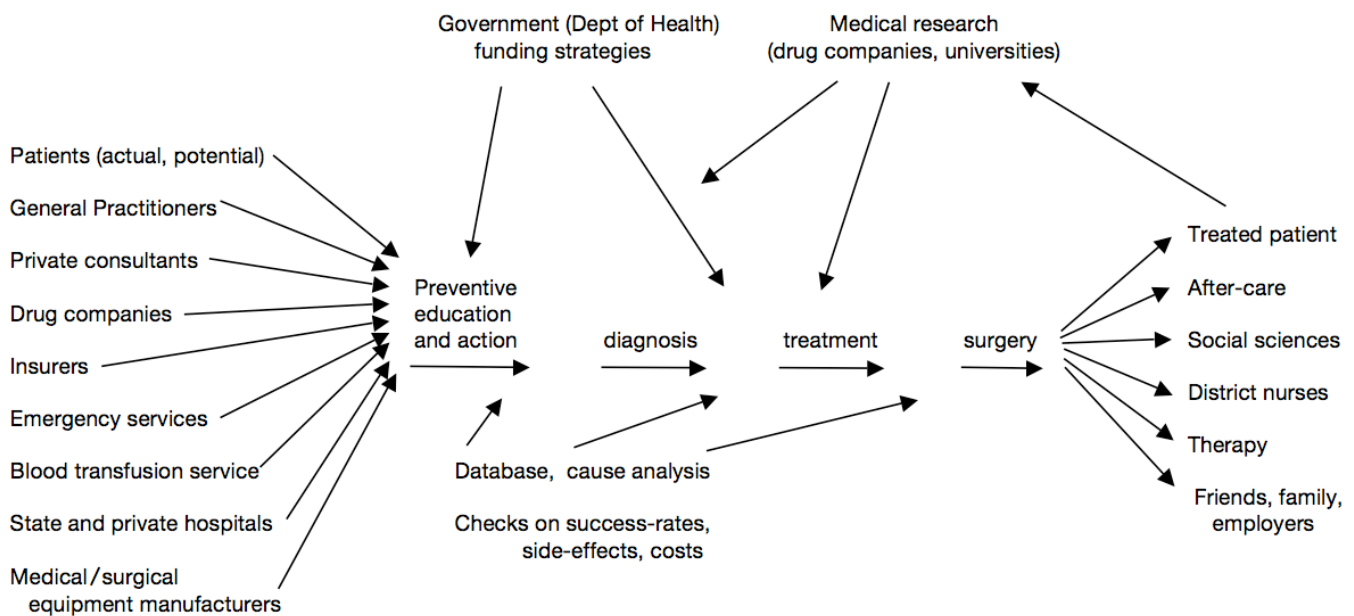 Government (Dept of Health)
funding strategies
Medical research
(drug companies, universities)
Patients (actual, potential)
General Practitioners
Private consultants
Drug companies
Insurers
Emergency services
Blood transfusion service
State and private hospitals
Medical/surgical
equipment manufacturers
Preventive
education
and action
diagnosis
treatment
surgery
Database, cause analysis
Checks on success-rates,
side-effects, costs
Treated patient
After-care
Social sciences
District nurses
Therapy
Friends, family,
employers